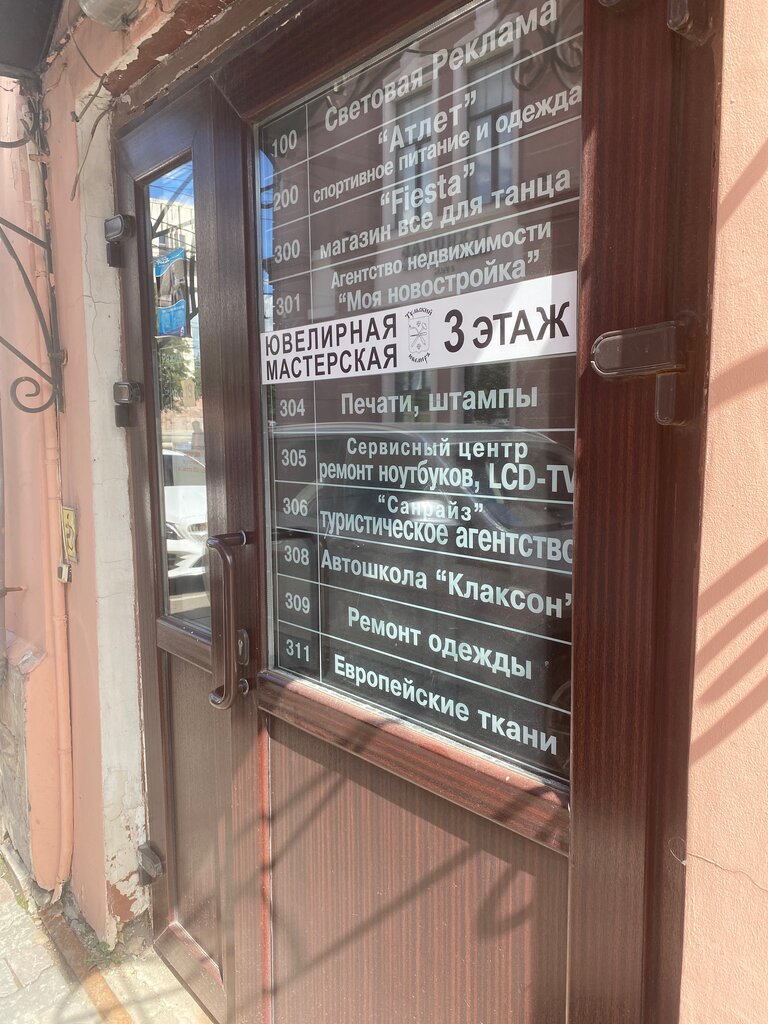 Световая Реклама
100 "Атлет"
спортивное питание и одежда
200 "Fiesta"
магазин все для танца
300 Агентство недвижимости
301 "Моя новостройка"
ЮВЕЛИРНАЯ
МАСТЕРСКАЯ
3 ЭТАЖ
304 Печати, штампы
305 Сервисный центр
ремонт ноутбуков, LCD-TV
306 "Санрайз"
туристическое агентство
308 Автошкола "Клаксон"
309 Ремонт одежды
311 Европейские ткани